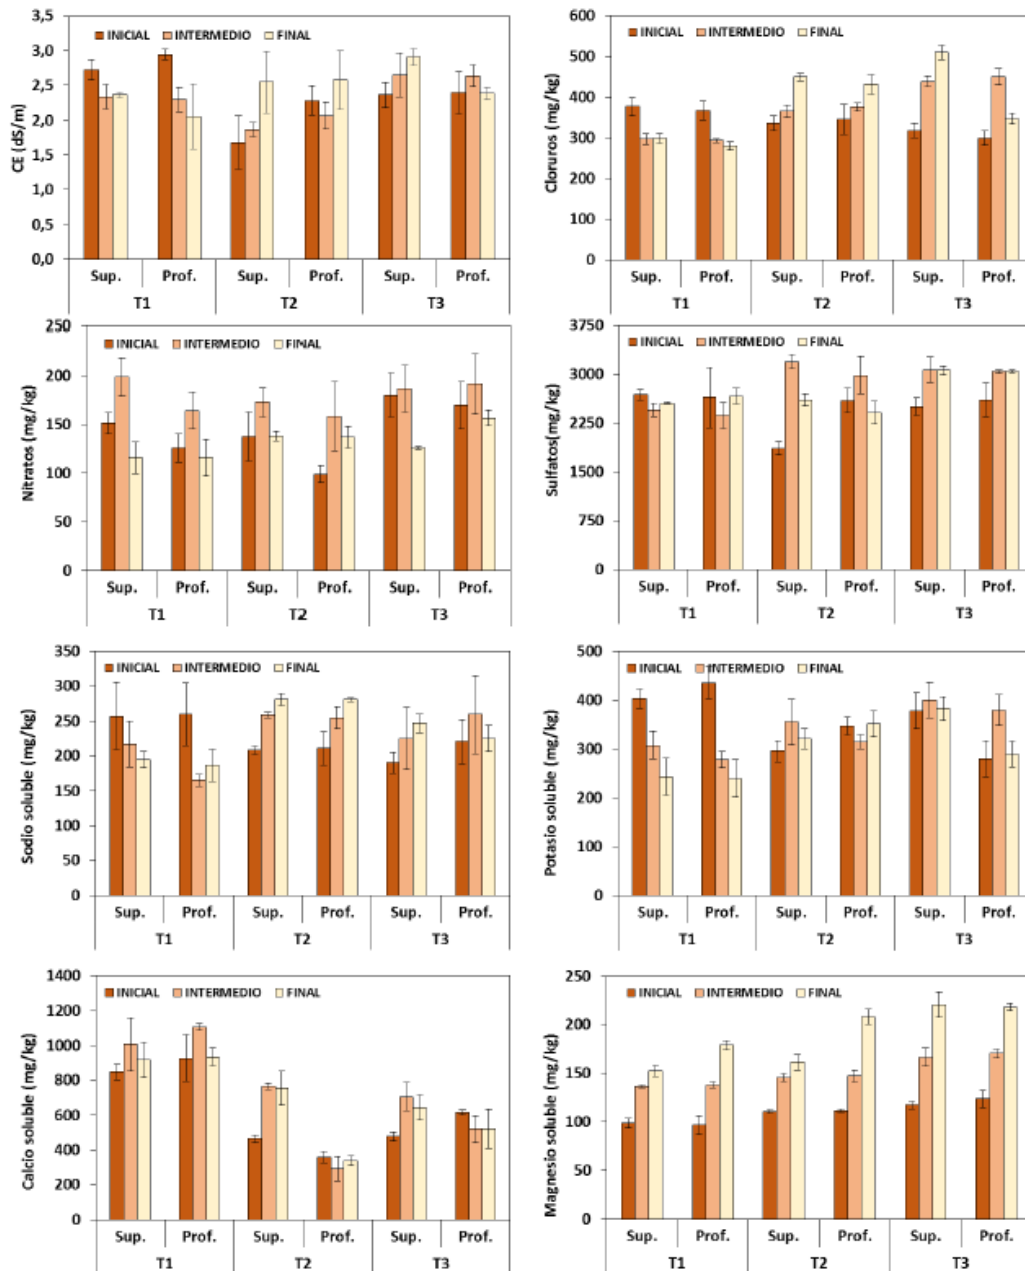 3,5
INICIAL INTERMEDIO FINAL
3,0
2,5
2,0
1,5
1,0
0,5
0,0
CE (dS/m)
Sup. Prof. Sup. Prof. Sup. Prof.
T1 T2 T3
600
INICIAL INTERMEDIO FINAL
500
400
300
200
100
0
Cloruros (mg/kg)
Sup. Prof. Sup. Prof. Sup. Prof.
T1 T2 T3
250
INICIAL INTERMEDIO FINAL
200
150
100
50
0
Nitratos (mg/kg)
Sup. Prof. Sup. Prof. Sup. Prof.
T1 T2 T3
3750
INICIAL INTERMEDIO FINAL
3000
2250
1500
750
0
Sulfatos(mg/kg)
Sup. Prof. Sup. Prof. Sup. Prof.
T1 T2 T3
350
INICIAL INTERMEDIO FINAL
300
250
200
150
100
50
0
Sodio soluble (mg/kg)
Sup. Prof. Sup. Prof. Sup. Prof.
T1 T2 T3
500
INICIAL INTERMEDIO FINAL
400
300
200
100
0
Potasio soluble (mg/kg)
Sup. Prof. Sup. Prof. Sup. Prof.
T1 T2 T3
1400
INICIAL INTERMEDIO FINAL
1200
1000
800
600
400
200
0
Calcio soluble (mg/kg)
Sup. Prof. Sup. Prof. Sup. Prof.
T1 T2 T3
250
INICIAL INTERMEDIO FINAL
200
150
100
50
0
Magnesio soluble (mg/kg)
Sup. Prof. Sup. Prof. Sup. Prof.
T1 T2 T3